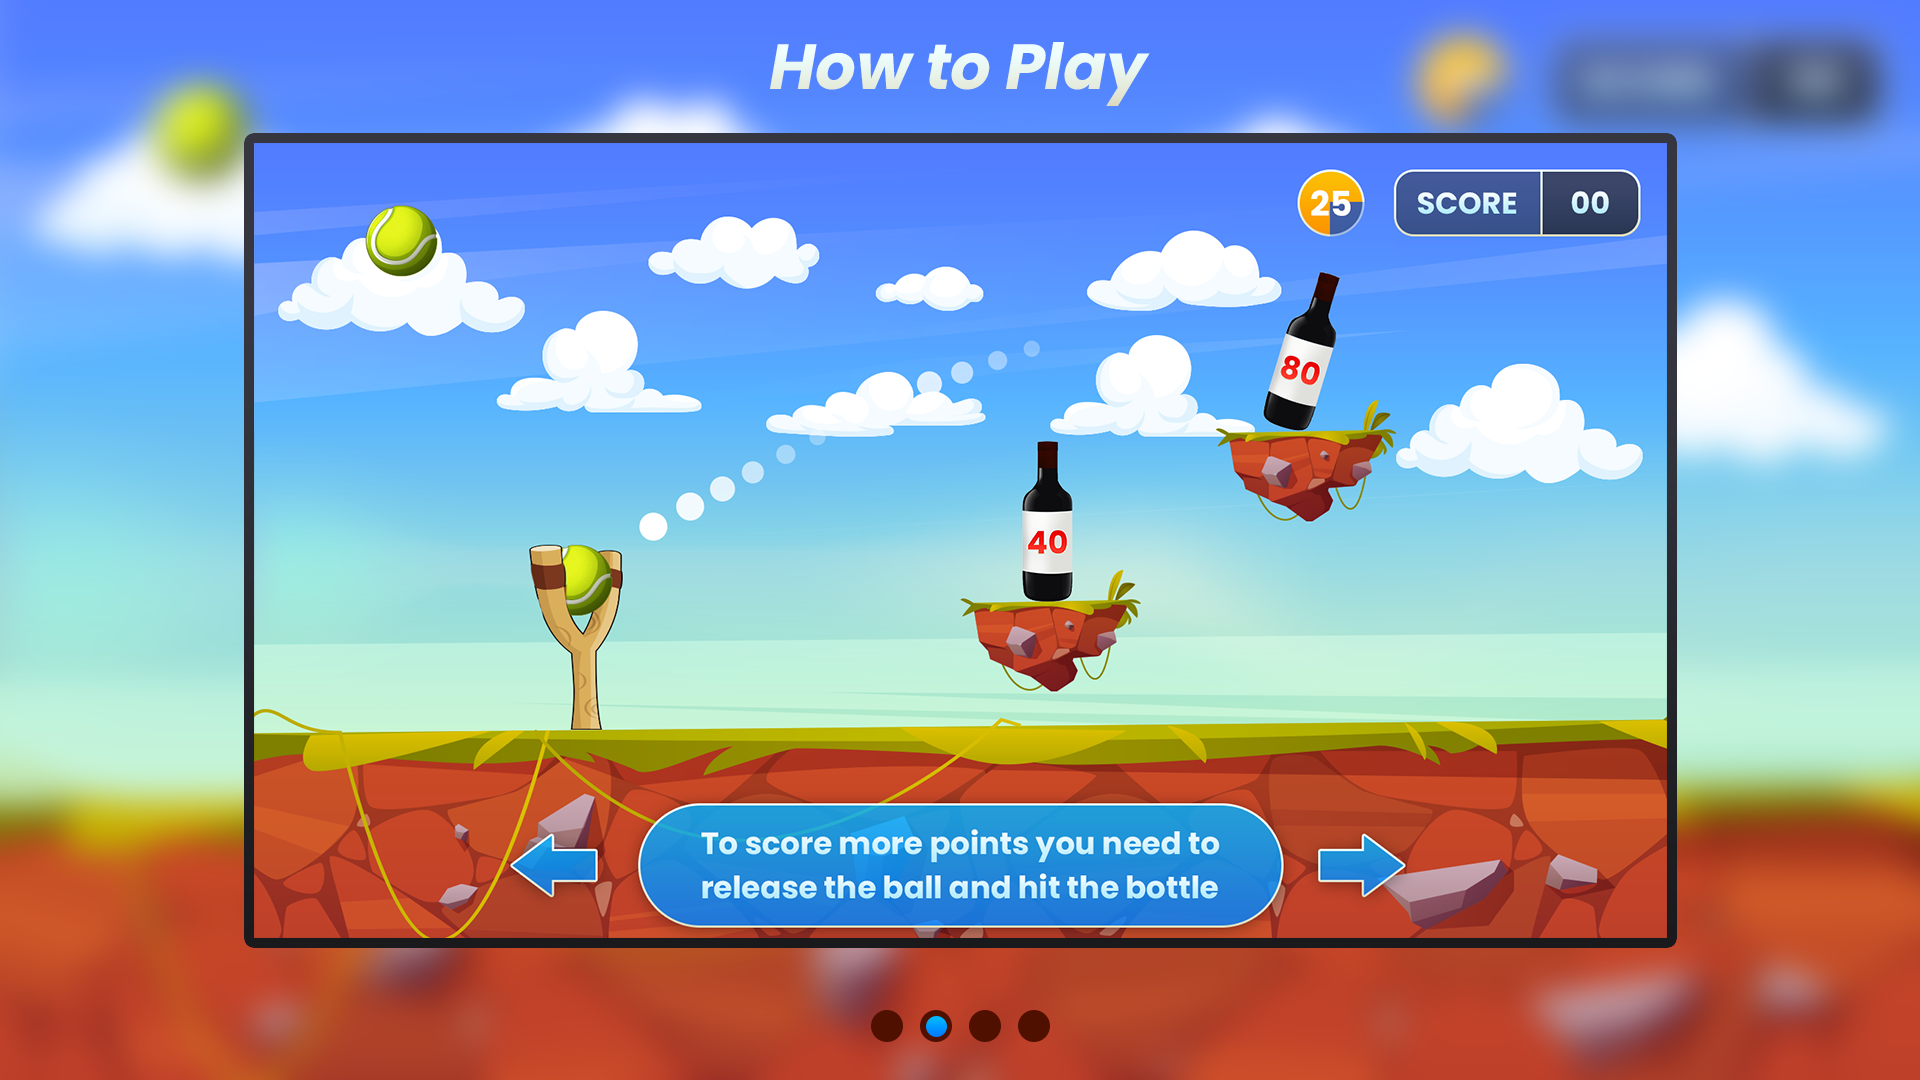 How to Play
25
SCORE 00
80
40
To score more points you need to
release the ball and hit the bottle